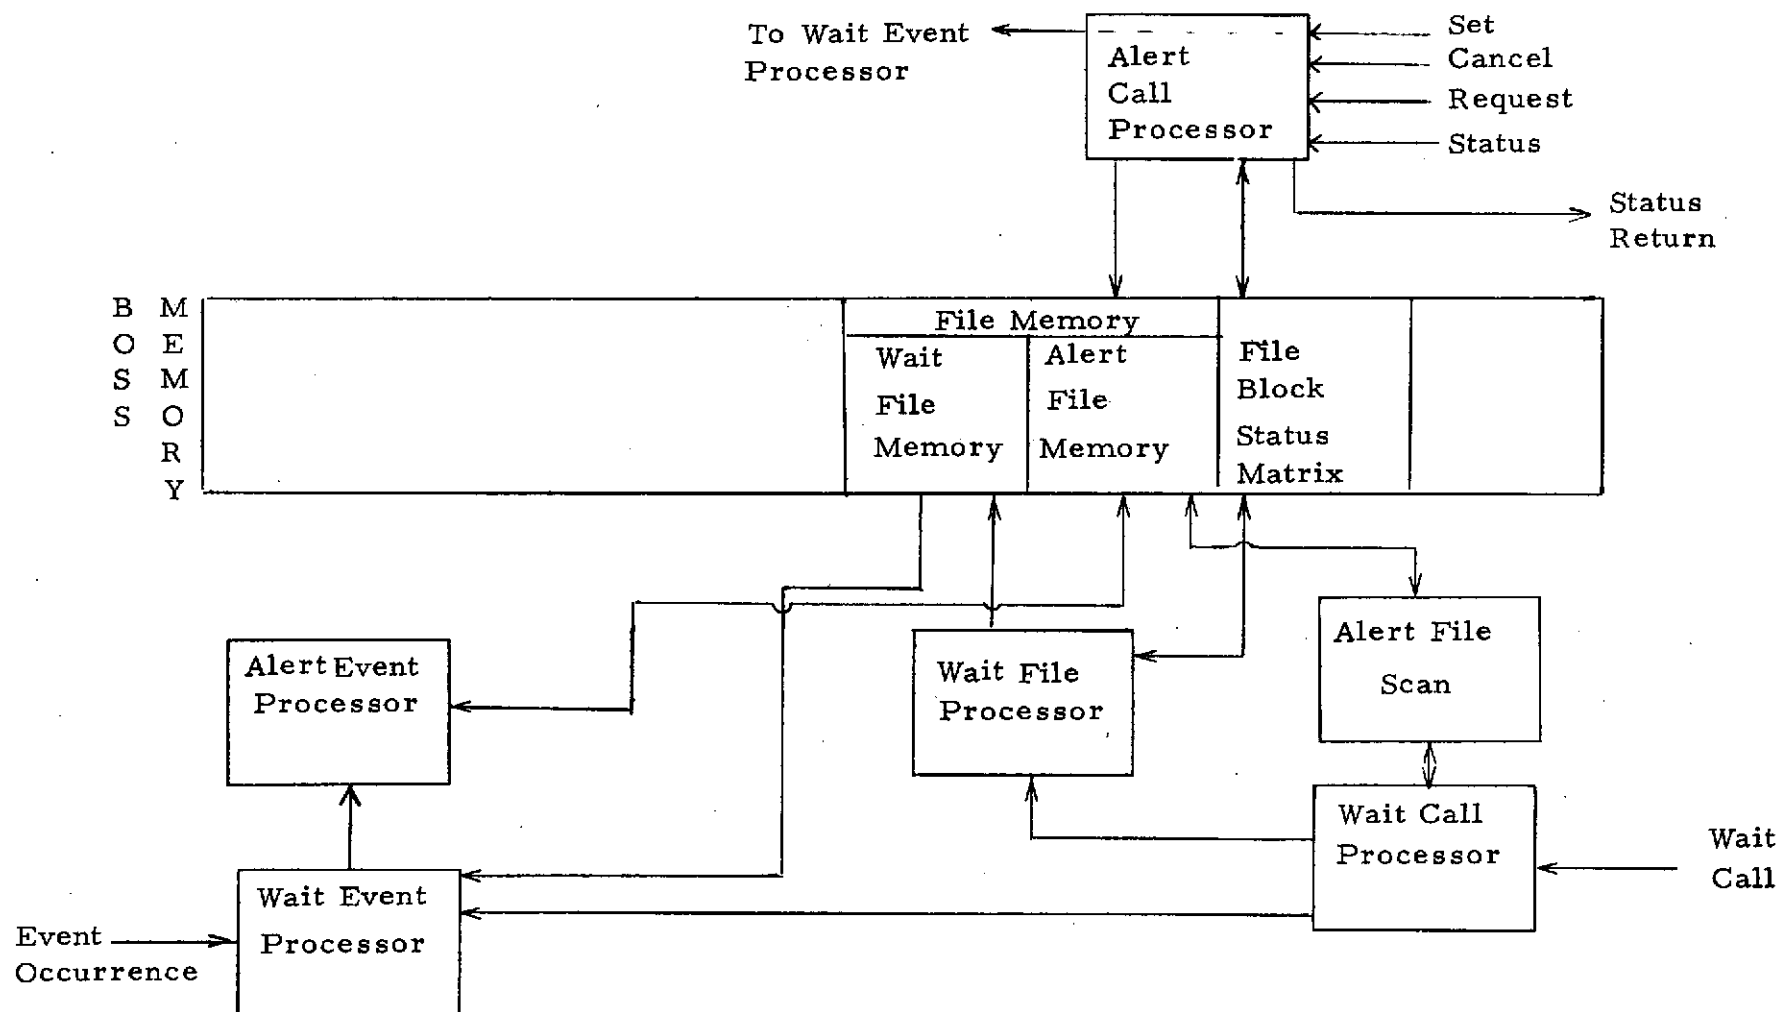 To Wait Event
Processor
Alert
Call
Processor
Set
Cancel
Request
Status
Status
Return
BOSS
MEMORY
File Memory
Wait
File
Memory
Alert
File
Memory
File
Block
Status
Matrix
Alert Event
Processor
Wait File
Processor
Alert File
Scan
Wait Call
Processor
Wait
Call
Wait Event
Processor
Event
Occurrence